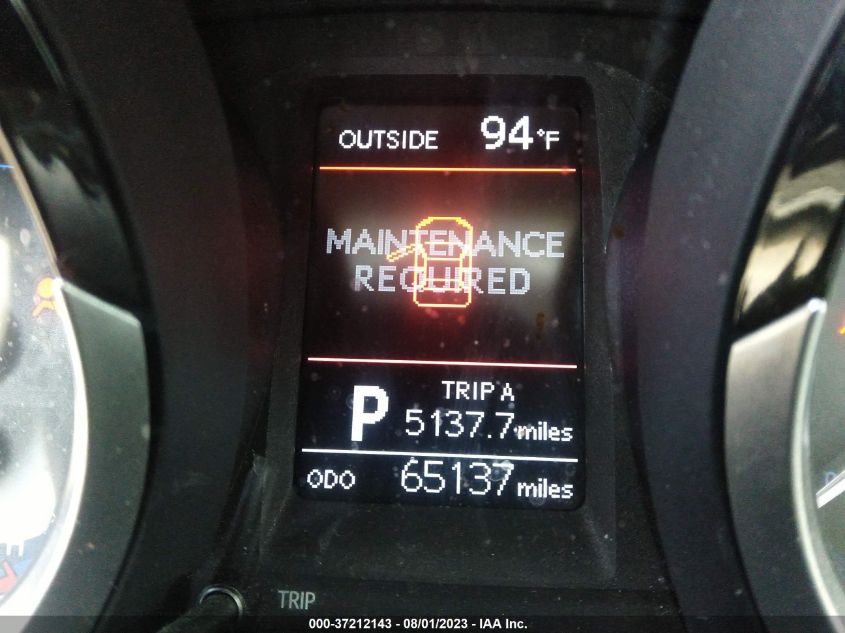 OUTSIDE 94°F
MAINTENANCE
REQUIRED
TRIP A
P 5137.7 miles
ODO 65137 miles
TRIP
000-37212143 - 08/01/2023 - IAA Inc.